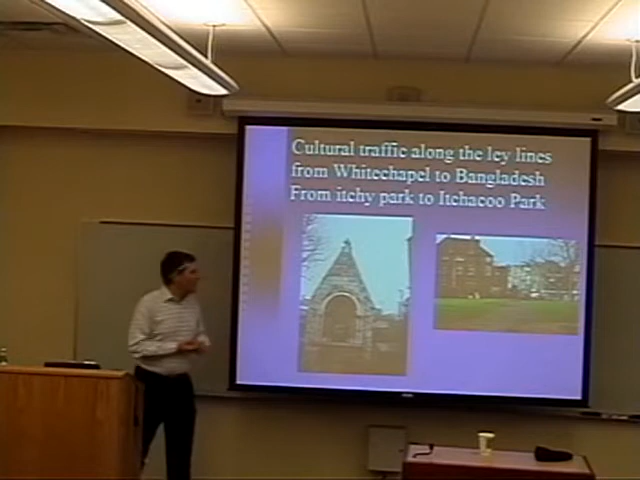 Cultural traffic along the ley lines
from Whitechapel to Bangladesh
From itchy park to Itchacoo Park